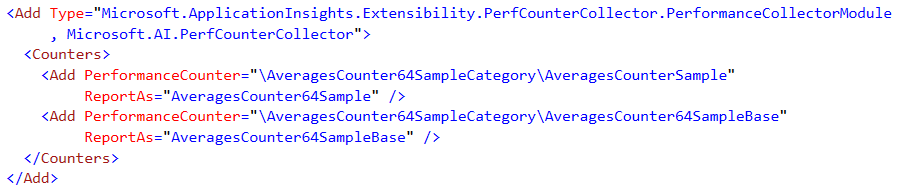 <Add Type="Microsoft.ApplicationInsights.Extensibility.PerfCounterCollector.PerformanceCollectorModule
, Microsoft.AI.PerfCounterCollector">
<Counters>
<Add PerformanceCounter="\AveragesCounter64SampleCategory\AveragesCounterSample"
ReportAs="AveragesCounter64Sample" />
<Add PerformanceCounter="\AveragesCounter64SampleCategory\AveragesCounter64SampleBase"
ReportAs="AveragesCounter64SampleBase" />
</Counters>
</Add>